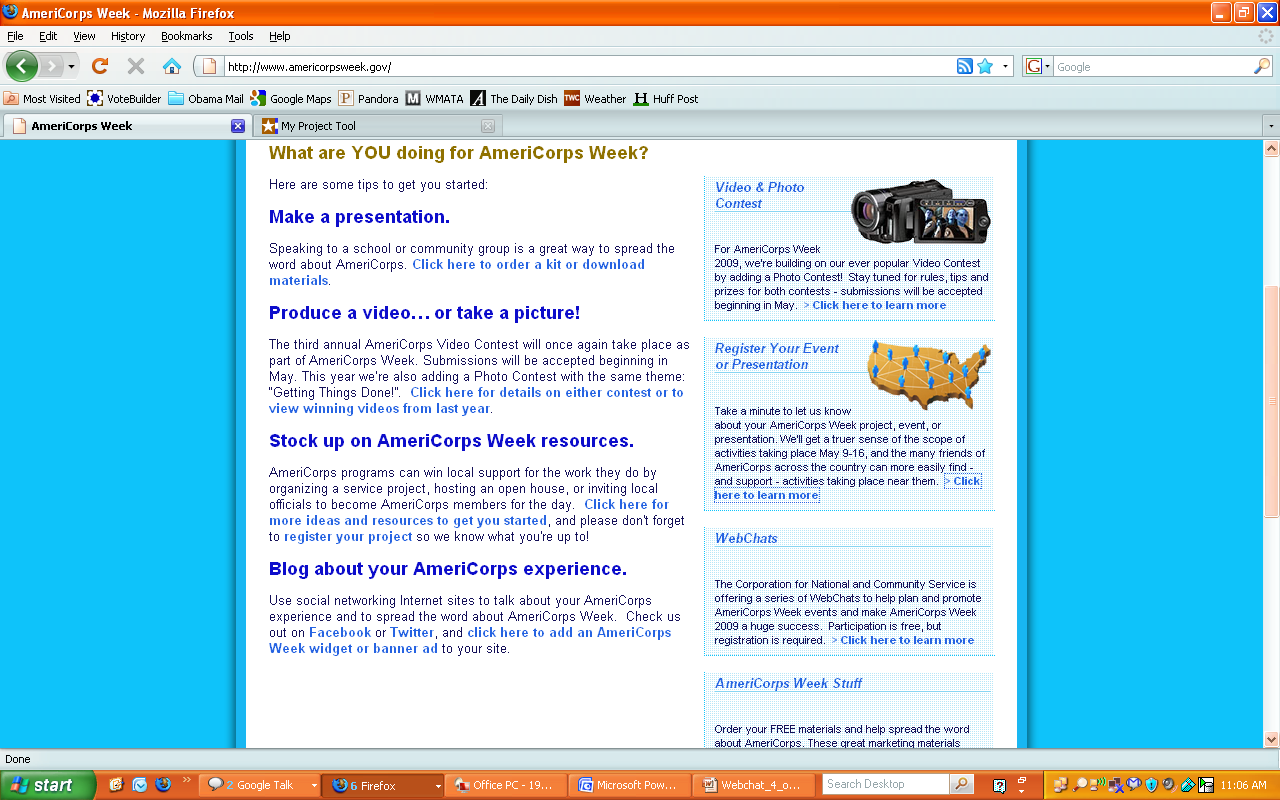 AmeriCorps Week - Mozilla Firefox
File Edit View History Bookmarks Tools Help
http://www.americorpsweek.gov/
G Google
Most Visited VoteBuilder Obama Mail Google Maps P Pandora M WMATA A The Daily Dish TWC Weather H Huff Post
AmeriCorps Week My Project Tool
What are YOU doing for AmeriCorps Week?
Here are some tips to get you started:
Make a presentation.
Speaking to a school or community group is a great way to spread the
word about AmeriCorps. Click here to order a kit or download
materials.
Produce a video... or take a picture!
The third annual AmeriCorps Video Contest will once again take place as
part of AmeriCorps Week. Submissions will be accepted beginning in
May. This year we're also adding a Photo Contest with the same theme:
"Getting Things Done!". Click here for details on either contest or to
view winning videos from last year.
Stock up on AmeriCorps Week resources.
AmeriCorps programs can win local support for the work they do by
organizing a service project, hosting an open house, or inviting local
officials to become AmeriCorps members for the day. Click here for
more ideas and resources to get you started, and please don't forget
to register your project so we know what you're up to!
Blog about your AmeriCorps experience.
Use social networking Internet sites to talk about your AmeriCorps
experience and to spread the word about AmeriCorps Week. Check us
out on Facebook or Twitter, and click here to add an AmeriCorps
Week widget or banner ad to your site.
Video & Photo
Contest
For AmeriCorps Week
2009, we're building on our ever popular Video Contest
by adding a Photo Contest! Stay tuned for rules, tips and
prizes for both contests - submissions will be accepted
beginning in May. > Click here to learn more
Register Your Event
or Presentation
Take a minute to let us know
about your AmeriCorps Week project, event, or
presentation. We'll get a truer sense of the scope of
activities taking place May 9-16, and the many friends of
AmeriCorps across the country can more easily find -
and support - activities taking place near them. > Click
here to learn more
WebChats
The Corporation for National and Community Service is
offering a series of WebChats to help plan and promote
AmeriCorps Week events and make AmeriCorps Week
2009 a huge success. Participation is free, but
registration is required. > Click here to learn more
AmeriCorps Week Stuff
Order your FREE materials and help spread the word
about AmeriCorps. These great marketing materials
Done
start » 2 Google Talk 6 Firefox Office PC - 19... Microsoft Pow... Webchat_4_o... Search Desktop 11:06 AM